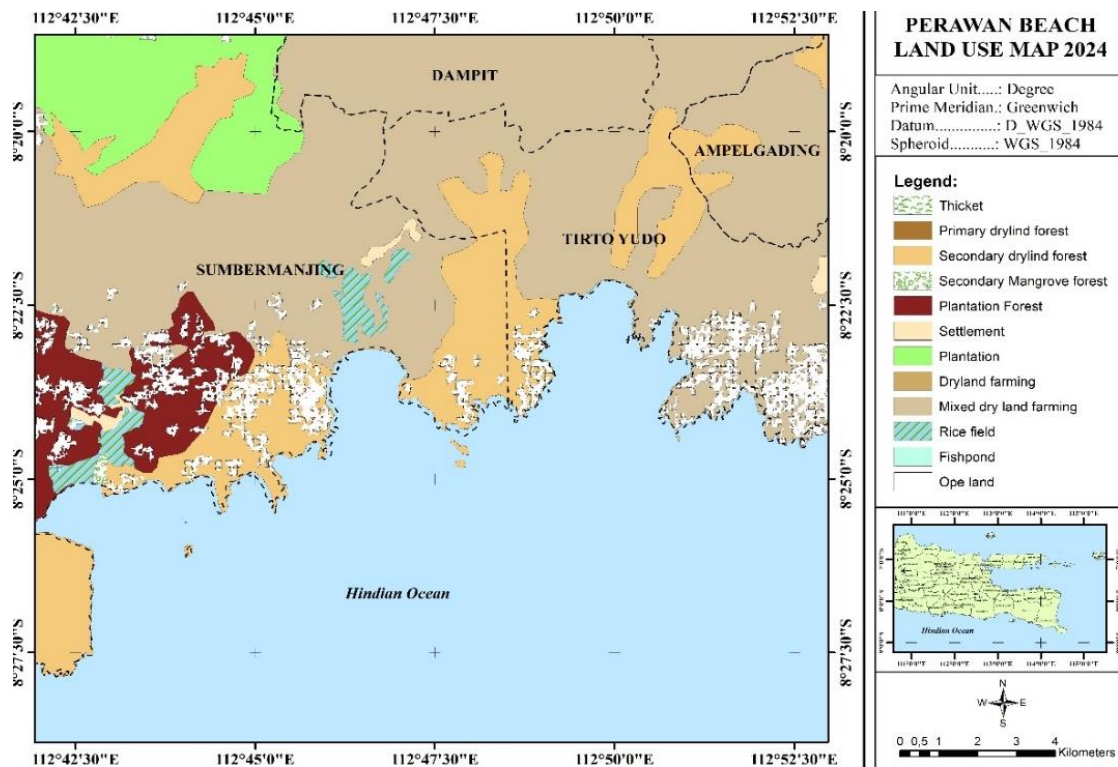 112°42'30"E 112°45'0"E 112°47'30"E 112°50'0"E 112°52'30"E
8°20'0"S
8°22'30"S
8°25'0"S
8°27'30"S
DAMPIT
AMPELGADING
TIRTO YUDO
SUMBERMANJING
Hindian Ocean
8°20'0"S
8°22'30"S
8°25'0"S
8°27'30"S
112°42'30"E 112°45'0"E 112°47'30"E 112°50'0"E 112°52'30"E
PERAWAN BEACH
LAND USE MAP 2024
Angular Unit.....: Degree
Prime Meridian.: Greenwich
Datum...............: D_WGS_1984
Spheroid..........: WGS_1984
Legend:
Thicket
Primary drylind forest
Secondary drylind forest
Secondary Mangrove forest
Plantation Forest
Settlement
Plantation
Dryland farming
Mixed dry land farming
Rice field
Fishpond
Ope land
Hindian Ocean
N
W E
S
0 0,5 1 2 3 4
Kilometers